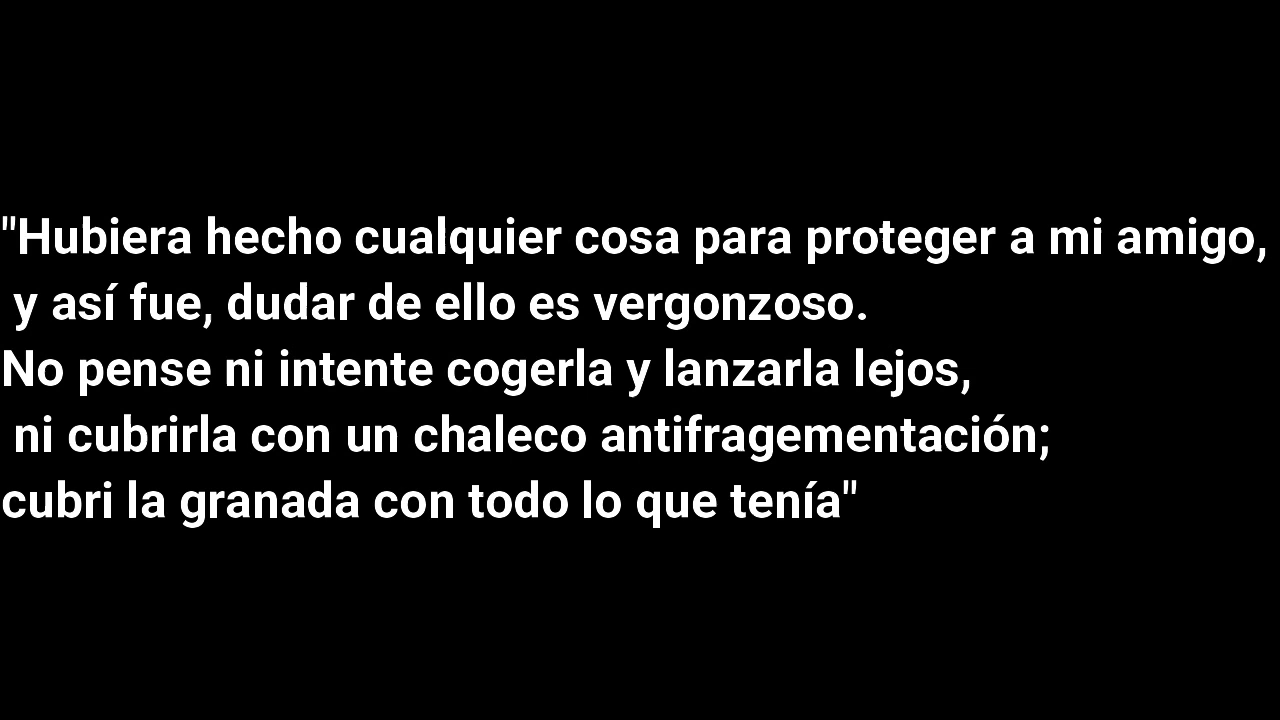 "Hubiera hecho cualquier cosa para proteger a mi amigo,
y así fue, dudar de ello es vergonzoso.
No pense ni intente cogerla y lanzarla lejos,
ni cubrirla con un chaleco antifragementación;
cubri la granada con todo lo que tenía"